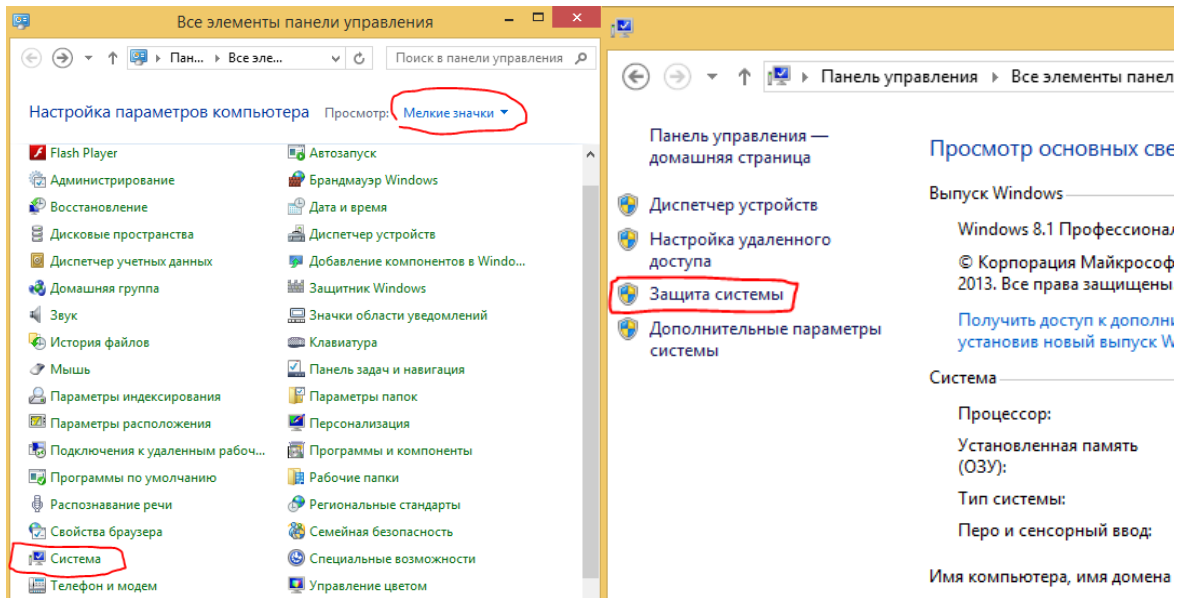 Все элементы панели управления
Пан... Все эле...
Поиск в панели управления
Настройка параметров компьютера Просмотр: Мелкие значки
Flash Player
Автозапуск
Администрирование
Брандмауэр Windows
Восстановление
Дата и время
Дисковые пространства
Диспетчер устройств
Диспетчер учетных данных
Добавление компонентов в Windo...
Домашняя группа
Защитник Windows
Звук
Значки области уведомлений
История файлов
Клавиатура
Мышь
Панель задач и навигация
Параметры индексирования
Параметры папок
Параметры расположения
Персонализация
Подключения к удаленным рабоч...
Программы и компоненты
Программы по умолчанию
Рабочие папки
Распознавание речи
Региональные стандарты
Свойства браузера
Семейная безопасность
Система
Специальные возможности
Телефон и модем
Управление цветом
Панель управления Все элементы панел
Панель управления —
домашняя страница
Диспетчер устройств
Настройка удаленного
доступа
Защита системы
Дополнительные параметры
системы
Просмотр основных све
Выпуск Windows
Windows 8.1 Профессионал
© Корпорация Майкрософ
2013. Все права защищены
Получить доступ к дополни
установив новый выпуск W
Система
Процессор:
Установленная память
(ОЗУ):
Тип системы:
Перо и сенсорный ввод:
Имя компьютера, имя домена